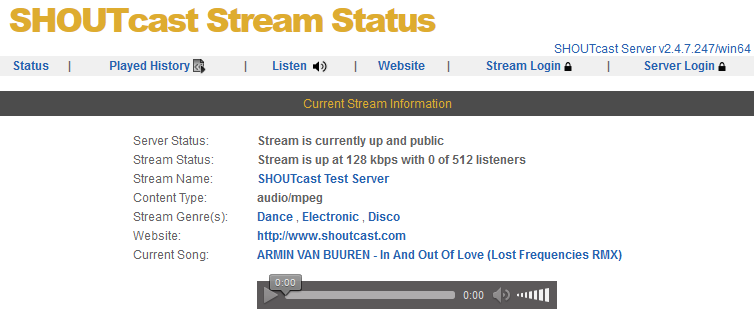 SHOUTcast Stream Status
SHOUTcast Server v2.4.7.247/win64
Status | Played History | Listen | Website | Stream Login | Server Login
Current Stream Information
Server Status: Stream is currently up and public
Stream Status: Stream is up at 128 kbps with 0 of 512 listeners
Stream Name: SHOUTcast Test Server
Content Type: audio/mpeg
Stream Genre(s): Dance , Electronic , Disco
Website: http://www.shoutcast.com
Current Song: ARMIN VAN BUUREN - In And Out Of Love (Lost Frequencies RMX)
0:00
0:00